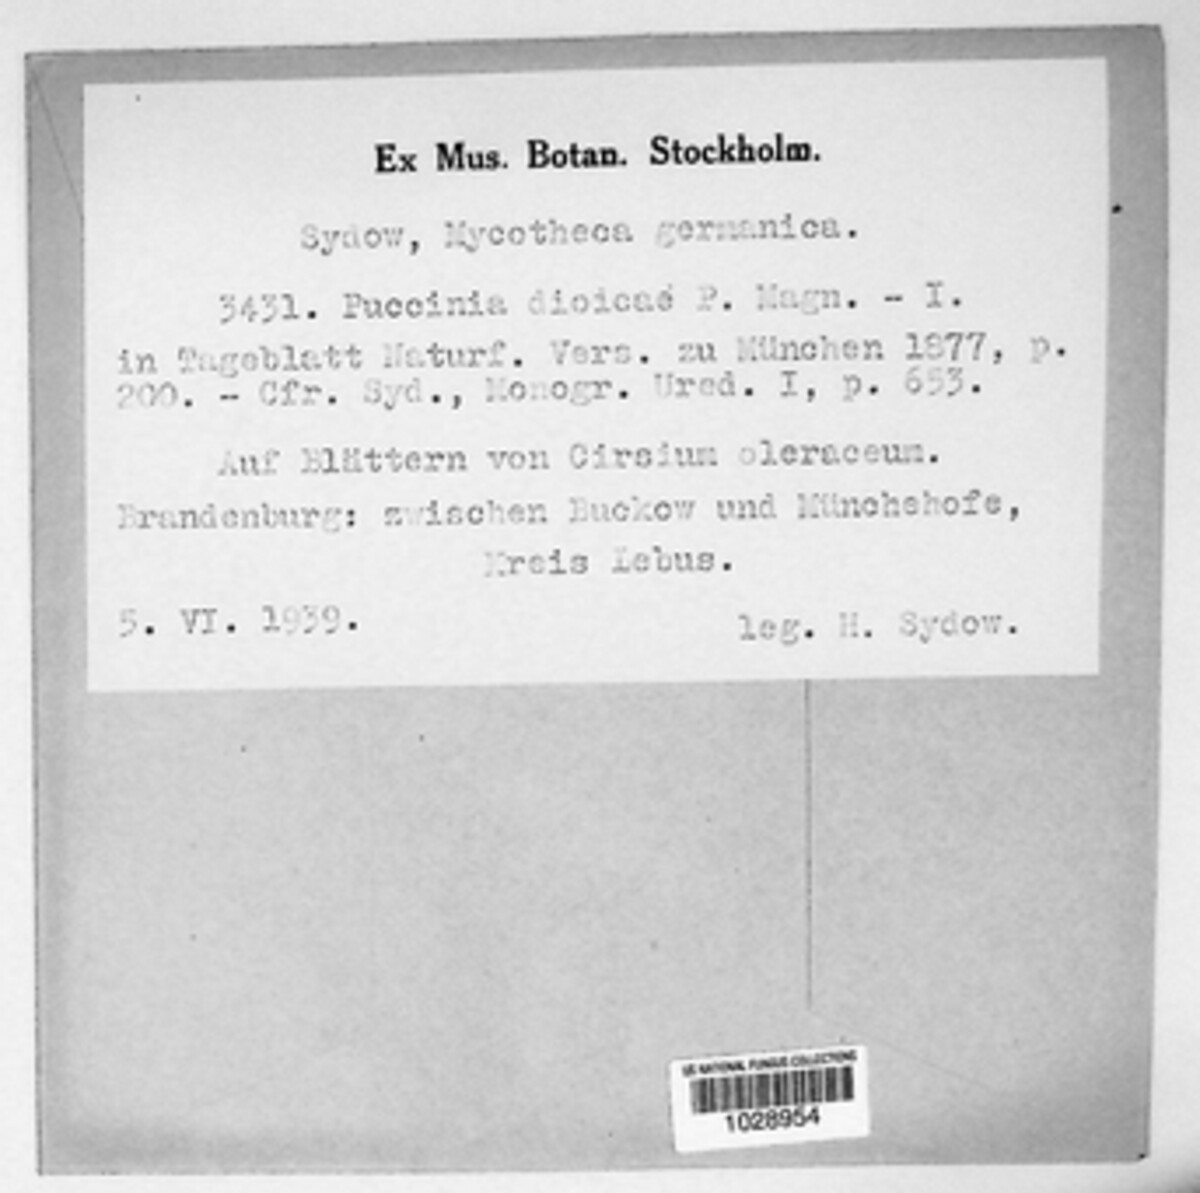 Ex Mus. Botan. Stockholm.
Sydow, Mycotheca germanica.
3431. Puccinia dioicae P. Magn. - I.
in Tageblatt Naturf. Vers. zu München 1877, p.
200. - Cfr. Syd., Monogr. Ured. I, p. 653.
Auf Blättern von Cirsium oleraceum.
Brandenburg: zwischen Buckow und Münchehofe,
Kreis Lebus.
5. VI. 1939.
leg. H. Sydow.
US NATIONAL FUNGUS COLLECTIONS
1028954